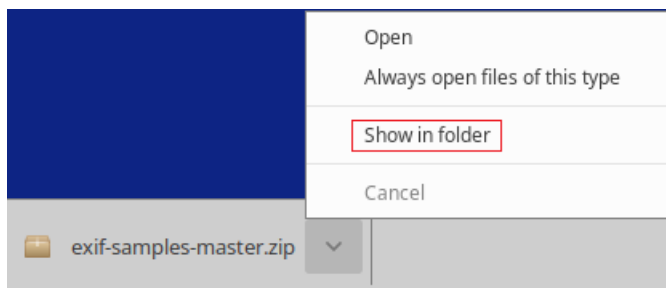 Open
Always open files of this type
Show in folder
Cancel
exif-samples-master.zip